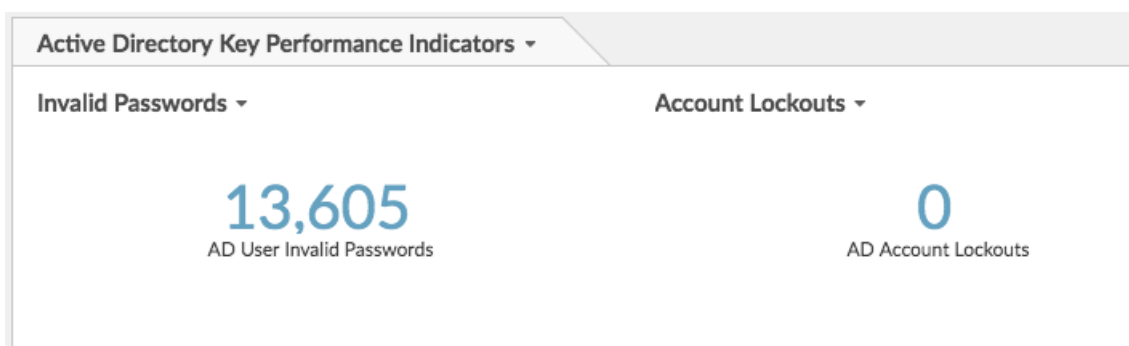 Active Directory Key Performance Indicators
Invalid Passwords
Account Lockouts
13,605
AD User Invalid Passwords
0
AD Account Lockouts